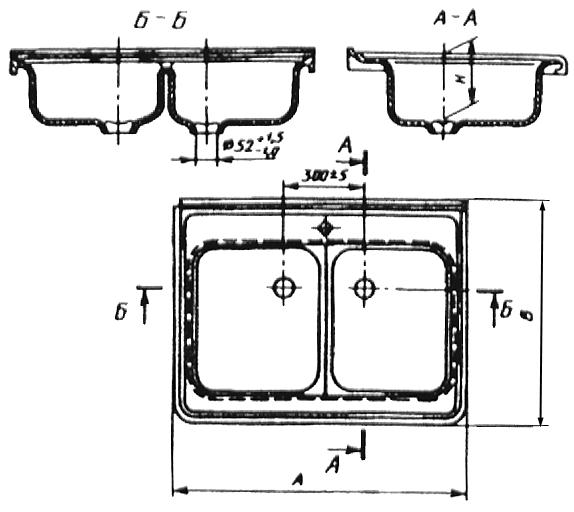 Б - Б
А - А
н
ø 52 +1,5 -1,0
А
300±5
Б
Б
В
А
А